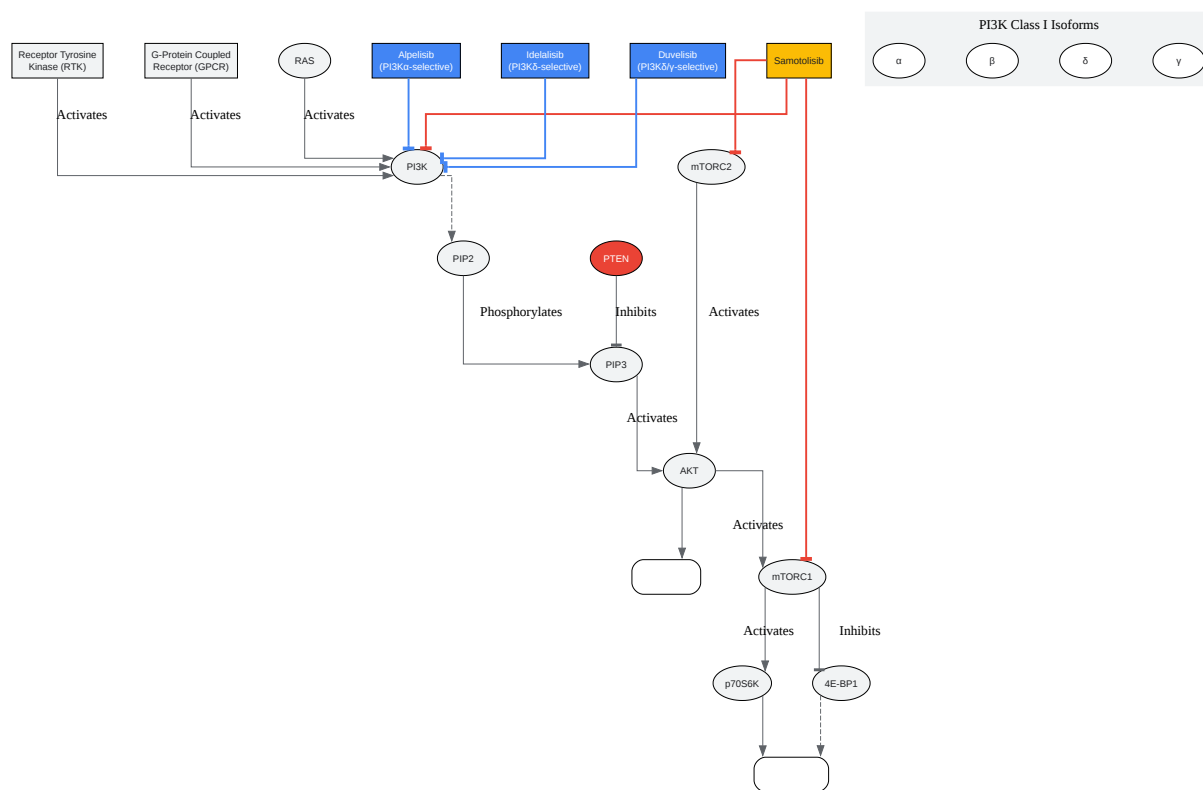 PI3K Class I Isoforms
Receptor Tyrosine
Kinase (RTK)
G-Protein Coupled
Receptor (GPCR)
RAS
Alpelisib
(PI3Kα-selective)
Idelalisib
(PI3Kδ-selective)
Duvelisib
(PI3Kδ/γ-selective)
Samotolisib
α
β
δ
γ
Activates
Activates
Activates
PI3K
mTORC2
PIP2
PTEN
Phosphorylates
Inhibits
Activates
PIP3
Activates
AKT
Activates
mTORC1
Activates
Inhibits
p70S6K
4E-BP1